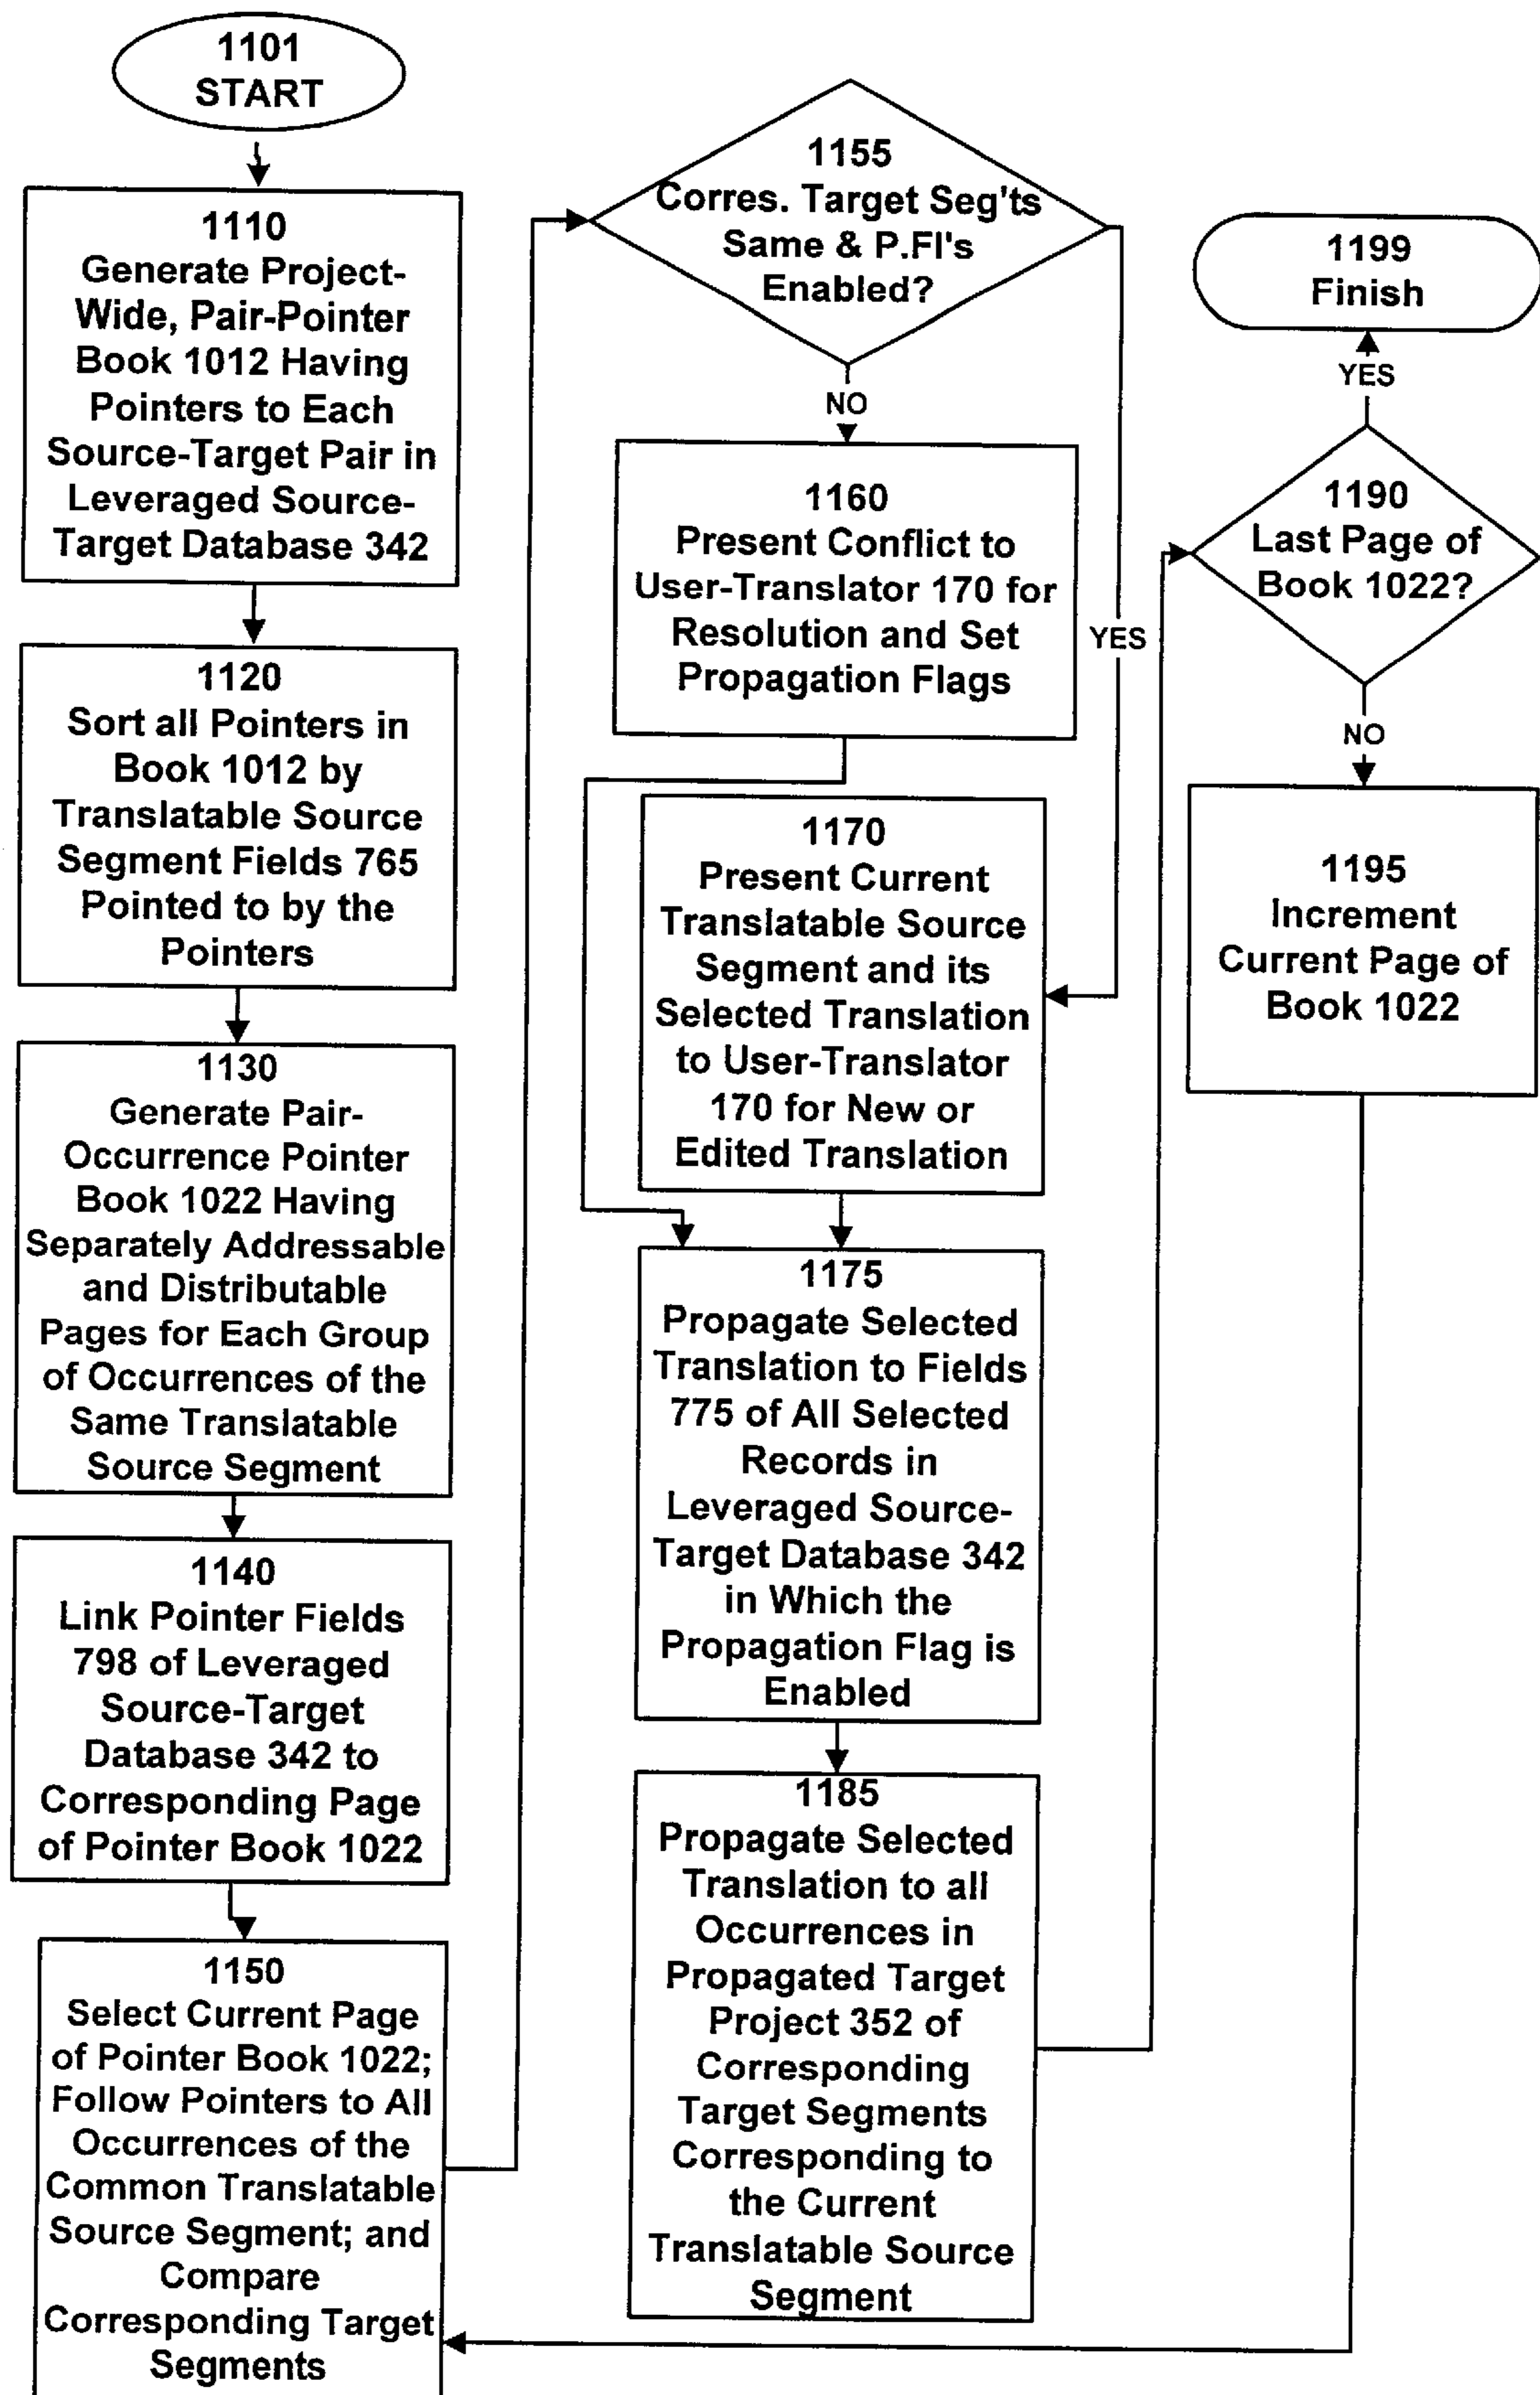 1101
START
1110
Generate Project-
Wide, Pair-Pointer
Book 1012 Having
Pointers to Each
Source-Target Pair in
Leveraged Source-
Target Database 342
1120
Sort all Pointers in
Book 1012 by
Translatable Source
Segment Fields 765
Pointed to by the
Pointers
1130
Generate Pair-
Occurrence Pointer
Book 1022 Having
Separately Addressable
and Distributable
Pages for Each Group
of Occurrences of the
Same Translatable
Source Segment
1140
Link Pointer Fields
798 of Leveraged
Source-Target
Database 342 to
Corresponding Page
of Pointer Book 1022
1150
Select Current Page
of Pointer Book 1022;
Follow Pointers to All
Occurrences of the
Common Translatable
Source Segment; and
Compare
Corresponding Target
Segments
1155
Corres. Target Seg'ts
Same & P.Fl's
Enabled?
NO
YES
1160
Present Conflict to
User-Translator 170 for
Resolution and Set
Propagation Flags
1170
Present Current
Translatable Source
Segment and its
Selected Translation
to User-Translator
170 for New or
Edited Translation
1175
Propagate Selected
Translation to Fields
775 of All Selected
Records in
Leveraged Source-
Target Database 342
in Which the
Propagation Flag is
Enabled
1185
Propagate Selected
Translation to all
Occurrences in
Propagated Target
Project 352 of
Corresponding
Target Segments
Corresponding to
the Current
Translatable Source
Segment
1199
Finish
YES
1190
Last Page of
Book 1022?
NO
1195
Increment
Current Page of
Book 1022